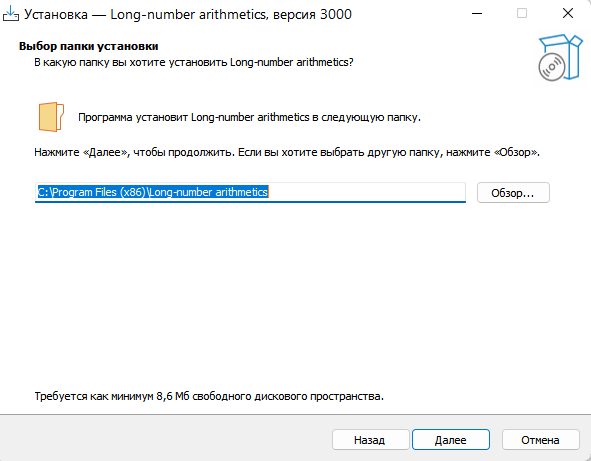 Установка — Long-number arithmetics, версия 3000
Выбор папки установки
В какую папку вы хотите установить Long-number arithmetics?
Программа установит Long-number arithmetics в следующую папку.
Нажмите «Далее», чтобы продолжить. Если вы хотите выбрать другую папку, нажмите «Обзор».
C:\Program Files (x86)\Long-number arithmetics
Обзор...
Требуется как минимум 8,6 Мб свободного дискового пространства.
Назад
Далее
Отмена